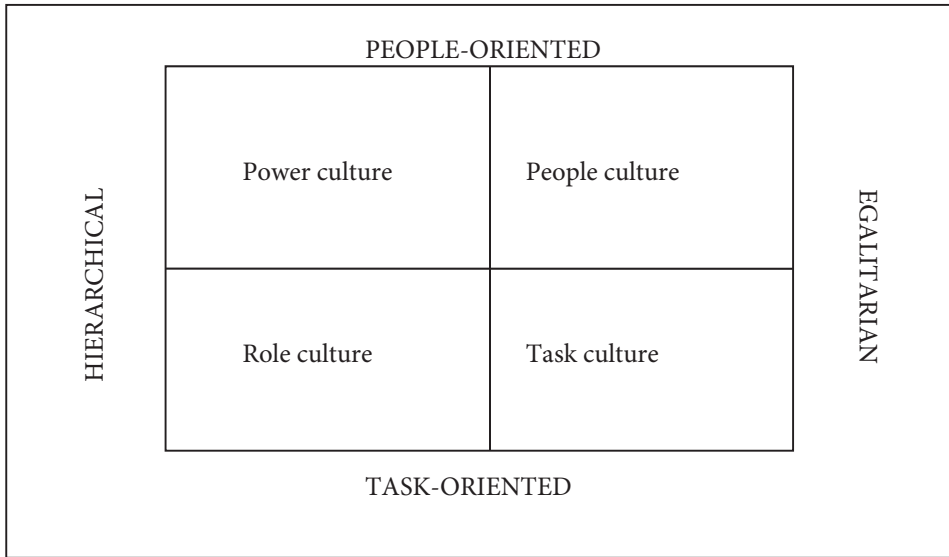 PEOPLE-ORIENTED
Power culture
People culture
HIERARCHICAL
EGALITARIAN
Role culture
Task culture
TASK-ORIENTED